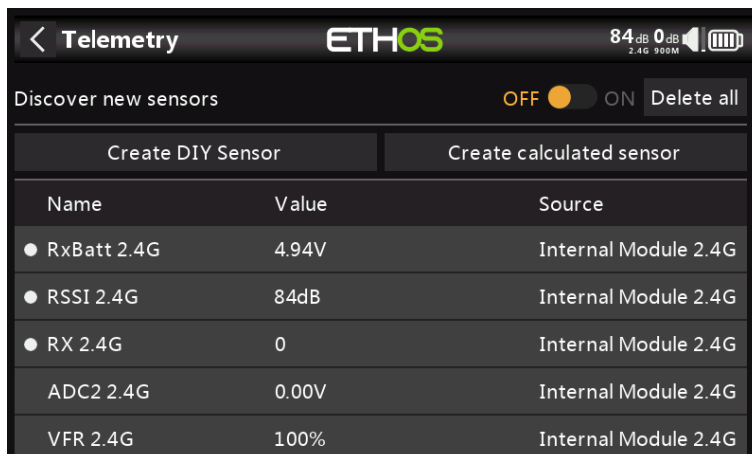 Telemetry ETHOS 84dB 0dB
2.4G 900M
Discover new sensors OFF ON Delete all
Create DIY Sensor Create calculated sensor
Name Value Source
RxBatt 2.4G 4.94V Internal Module 2.4G
RSSI 2.4G 84dB Internal Module 2.4G
RX 2.4G 0 Internal Module 2.4G
ADC2 2.4G 0.00V Internal Module 2.4G
VFR 2.4G 100% Internal Module 2.4G